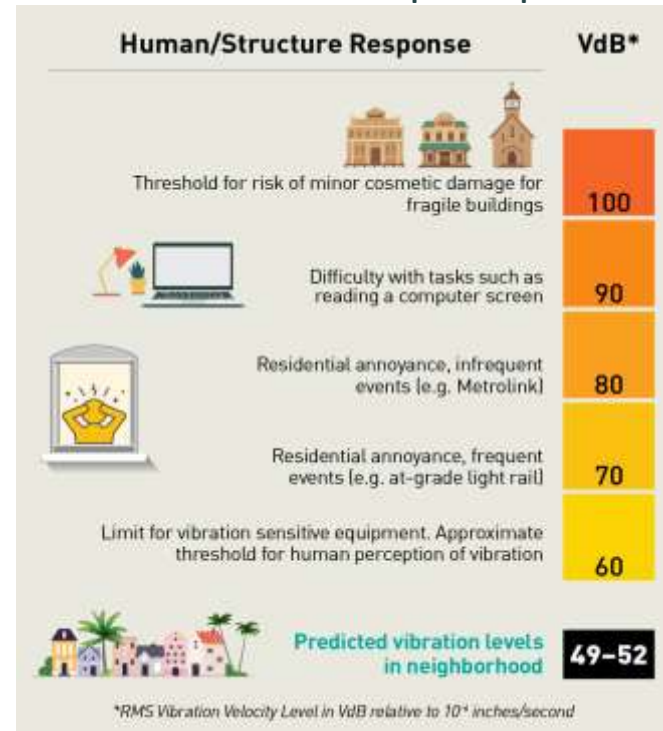 Human/Structure Response
VdB*
Threshold for risk of minor cosmetic damage for
fragile buildings
100
Difficulty with tasks such as
reading a computer screen
90
Residential annoyance, infrequent
events (e.g. Metrolink)
80
Residential annoyance, frequent
events (e.g. at-grade light rail)
70
Limit for vibration sensitive equipment. Approximate
threshold for human perception of vibration
60
Predicted vibration levels
in neighborhood
49–52
*RMS Vibration Velocity Level in VdB relative to inches/second